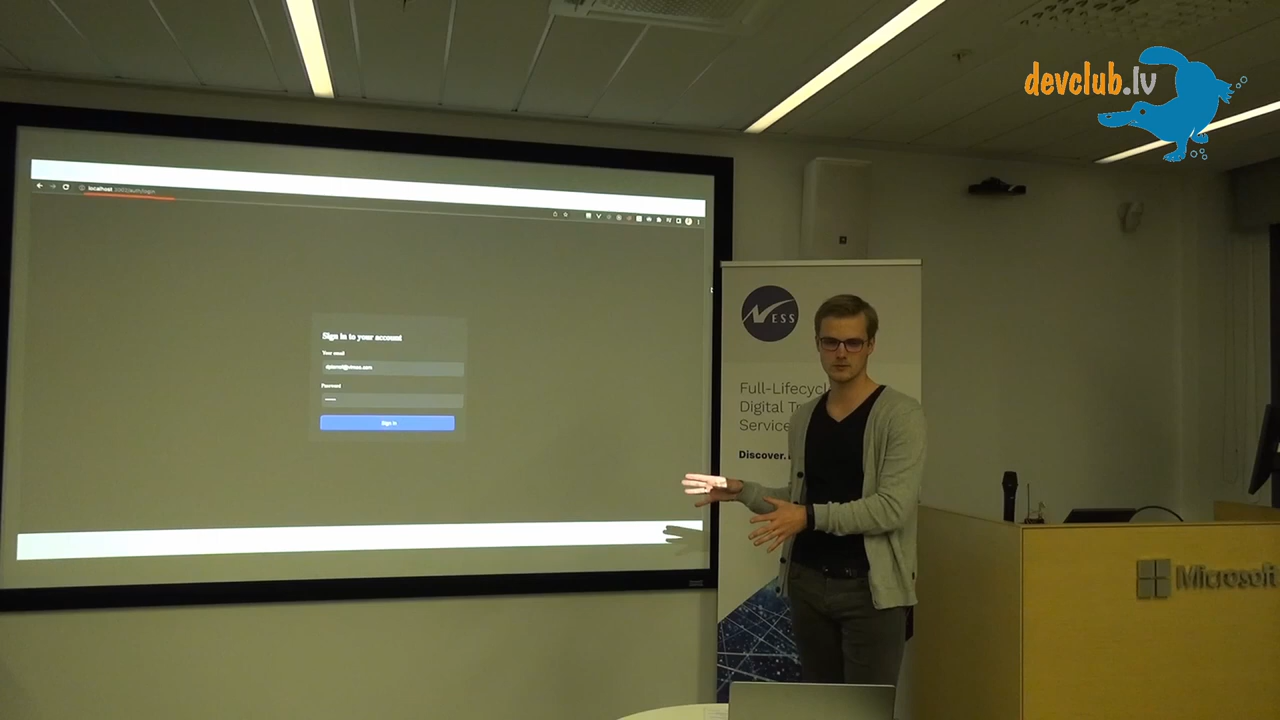 devclub.lv
localhost
Sign in to your account
Your email
Password
Sign in
NESS
Full-Lifecycl
Digital Tr
Service
Discover.
Microsoft